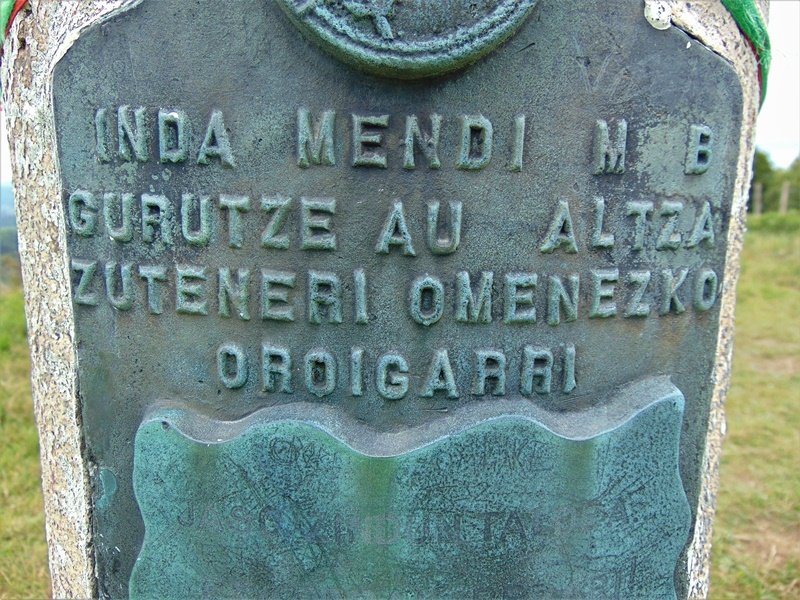 INDA MENDI M B
GURUTZE AU ALTZA
ZUTENERI OMENEZKO
OROIGARRI